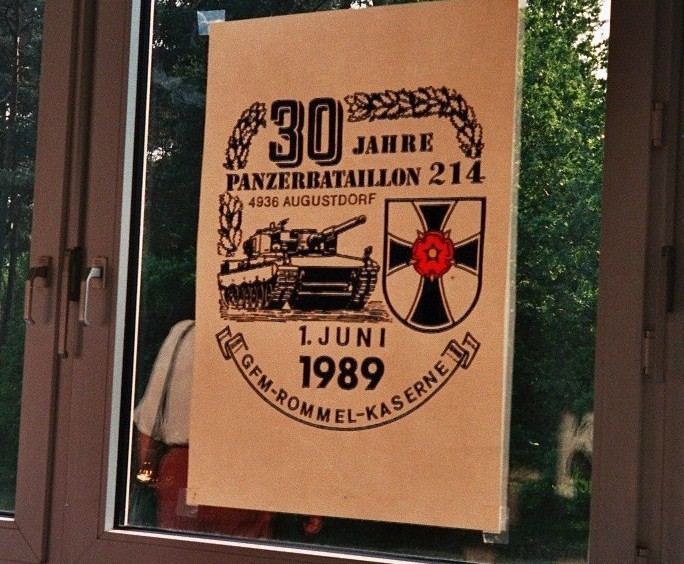 30 JAHRE
PANZERBATAILLON 214
4936 AUGUSTDORF
1. JUNI
1989
GFM-ROMMEL-KASERNE